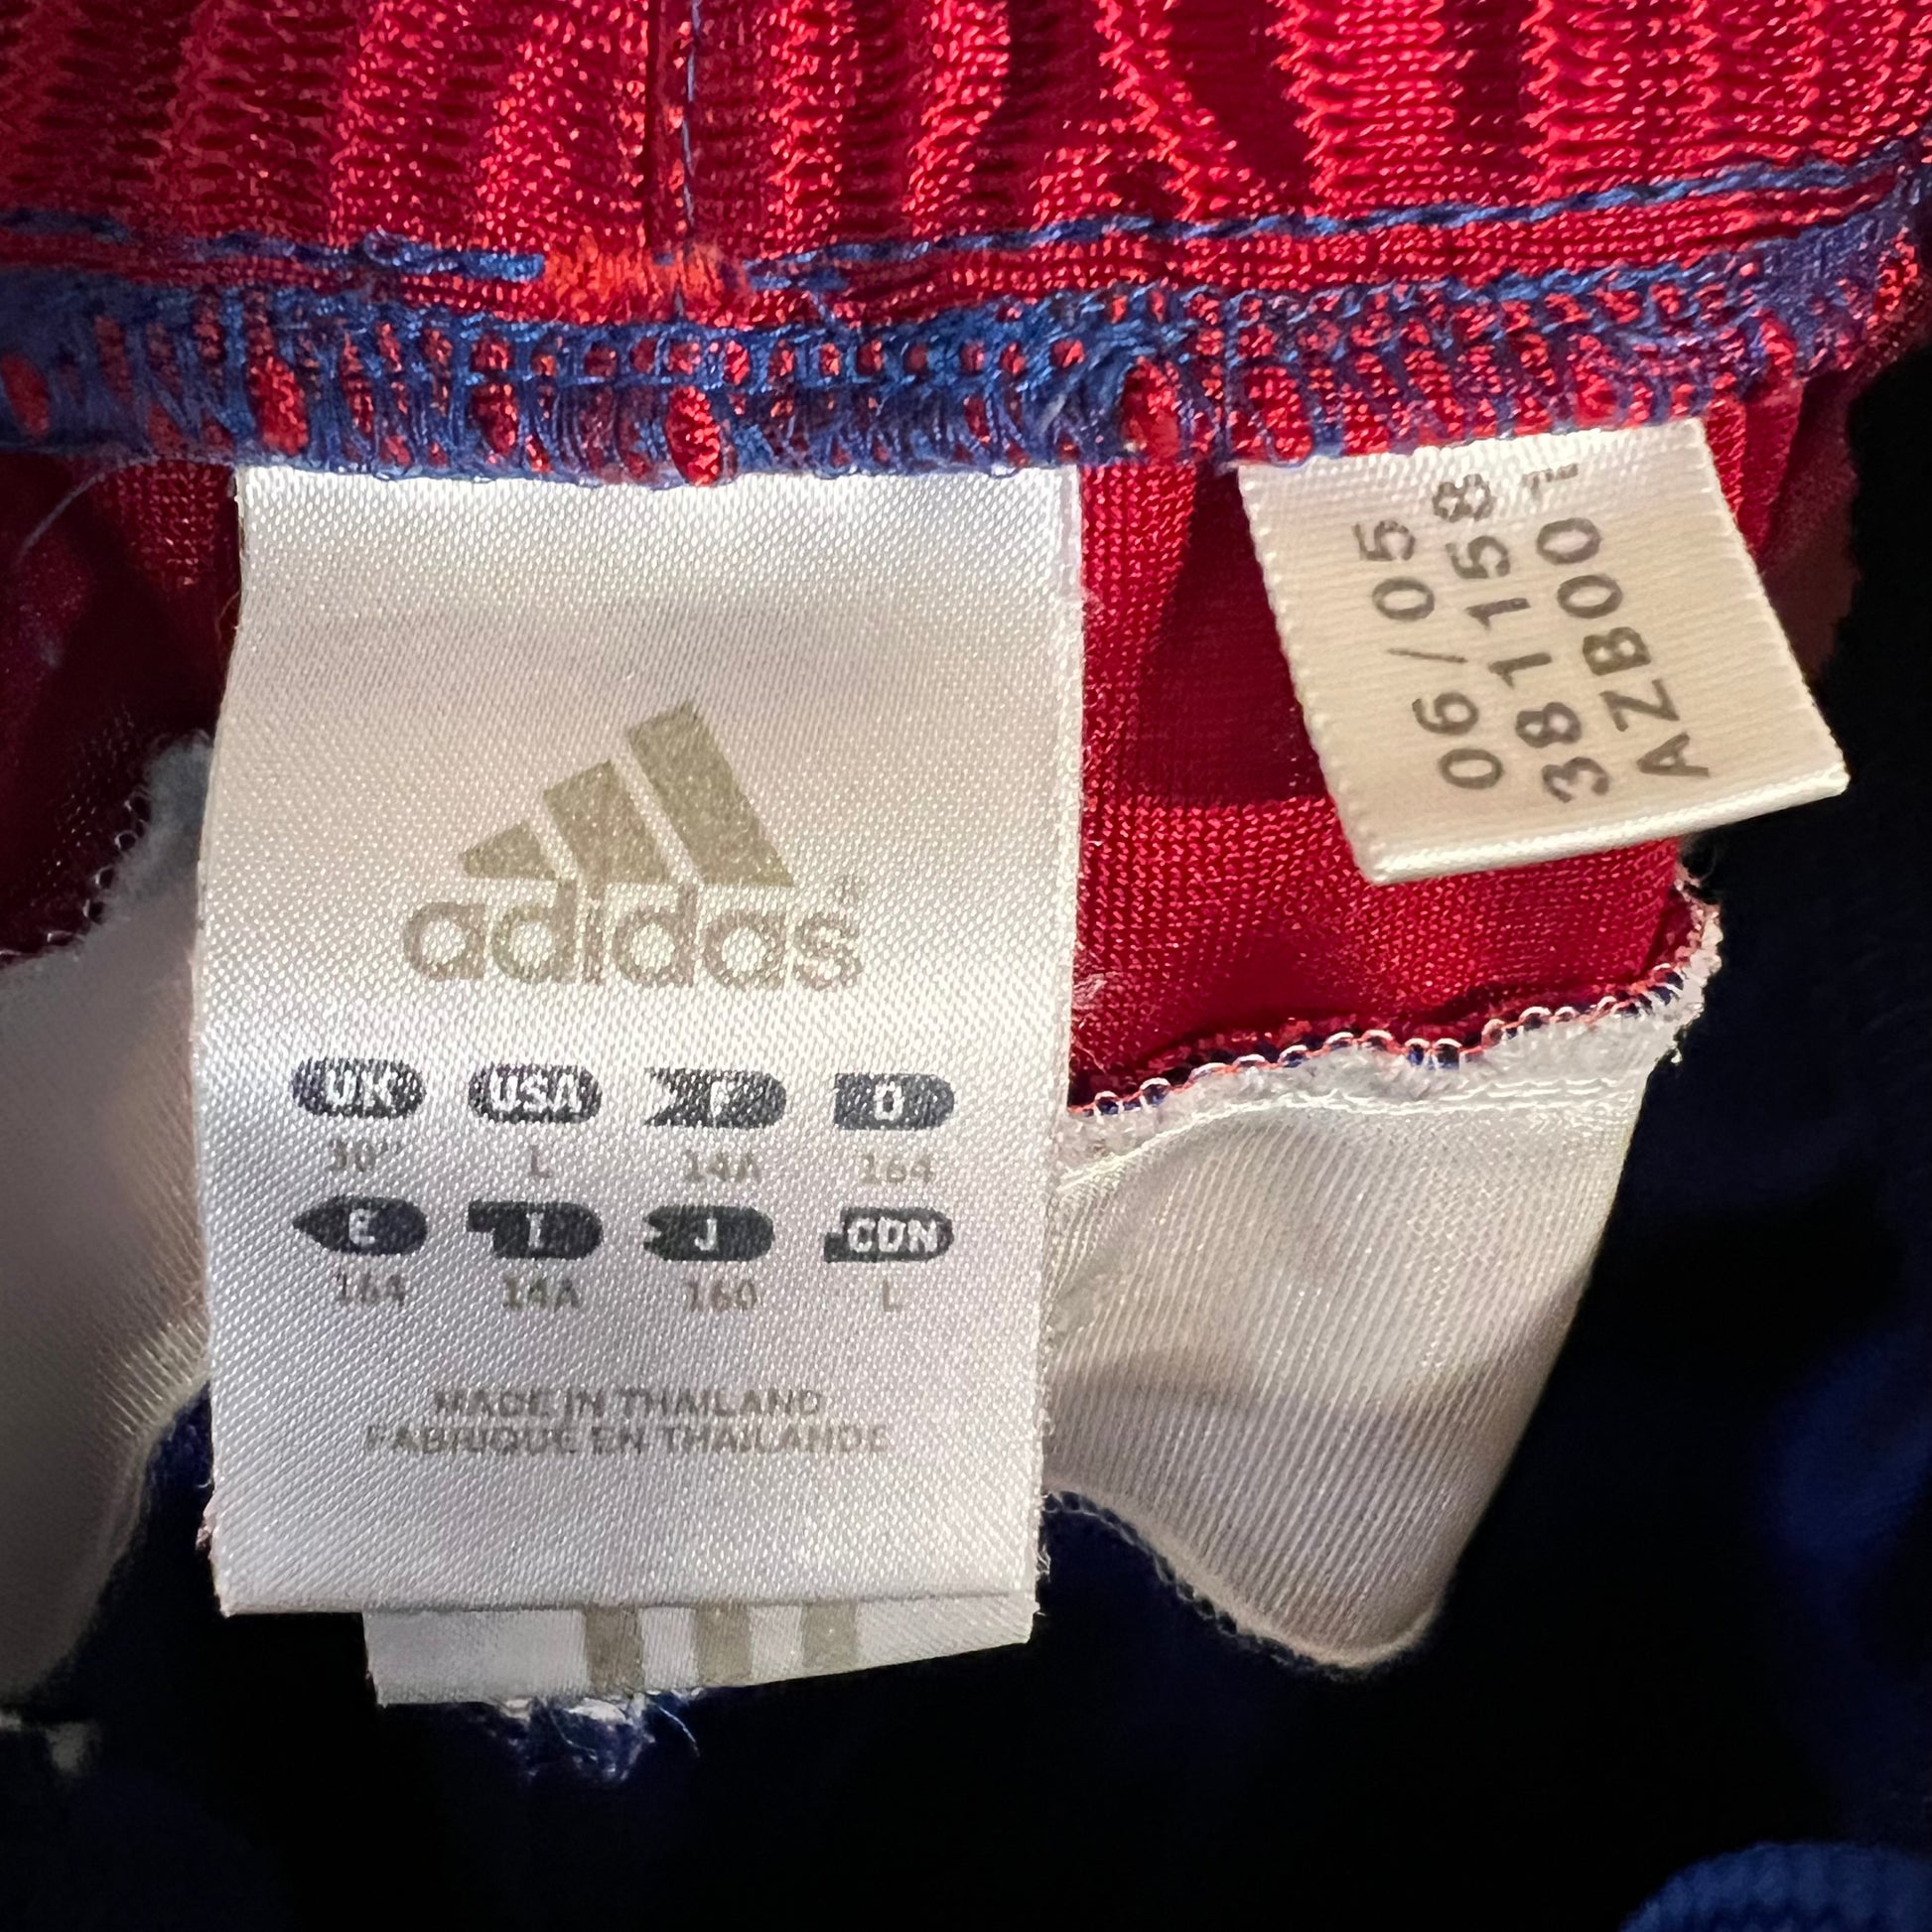 adidas®
UK USA F D
30" L 14A 164
E I J CDN
164 14A 160 L
MADE IN THAILAND
FABRIQUE EN THAILANDE
06/05
381158
AZB00